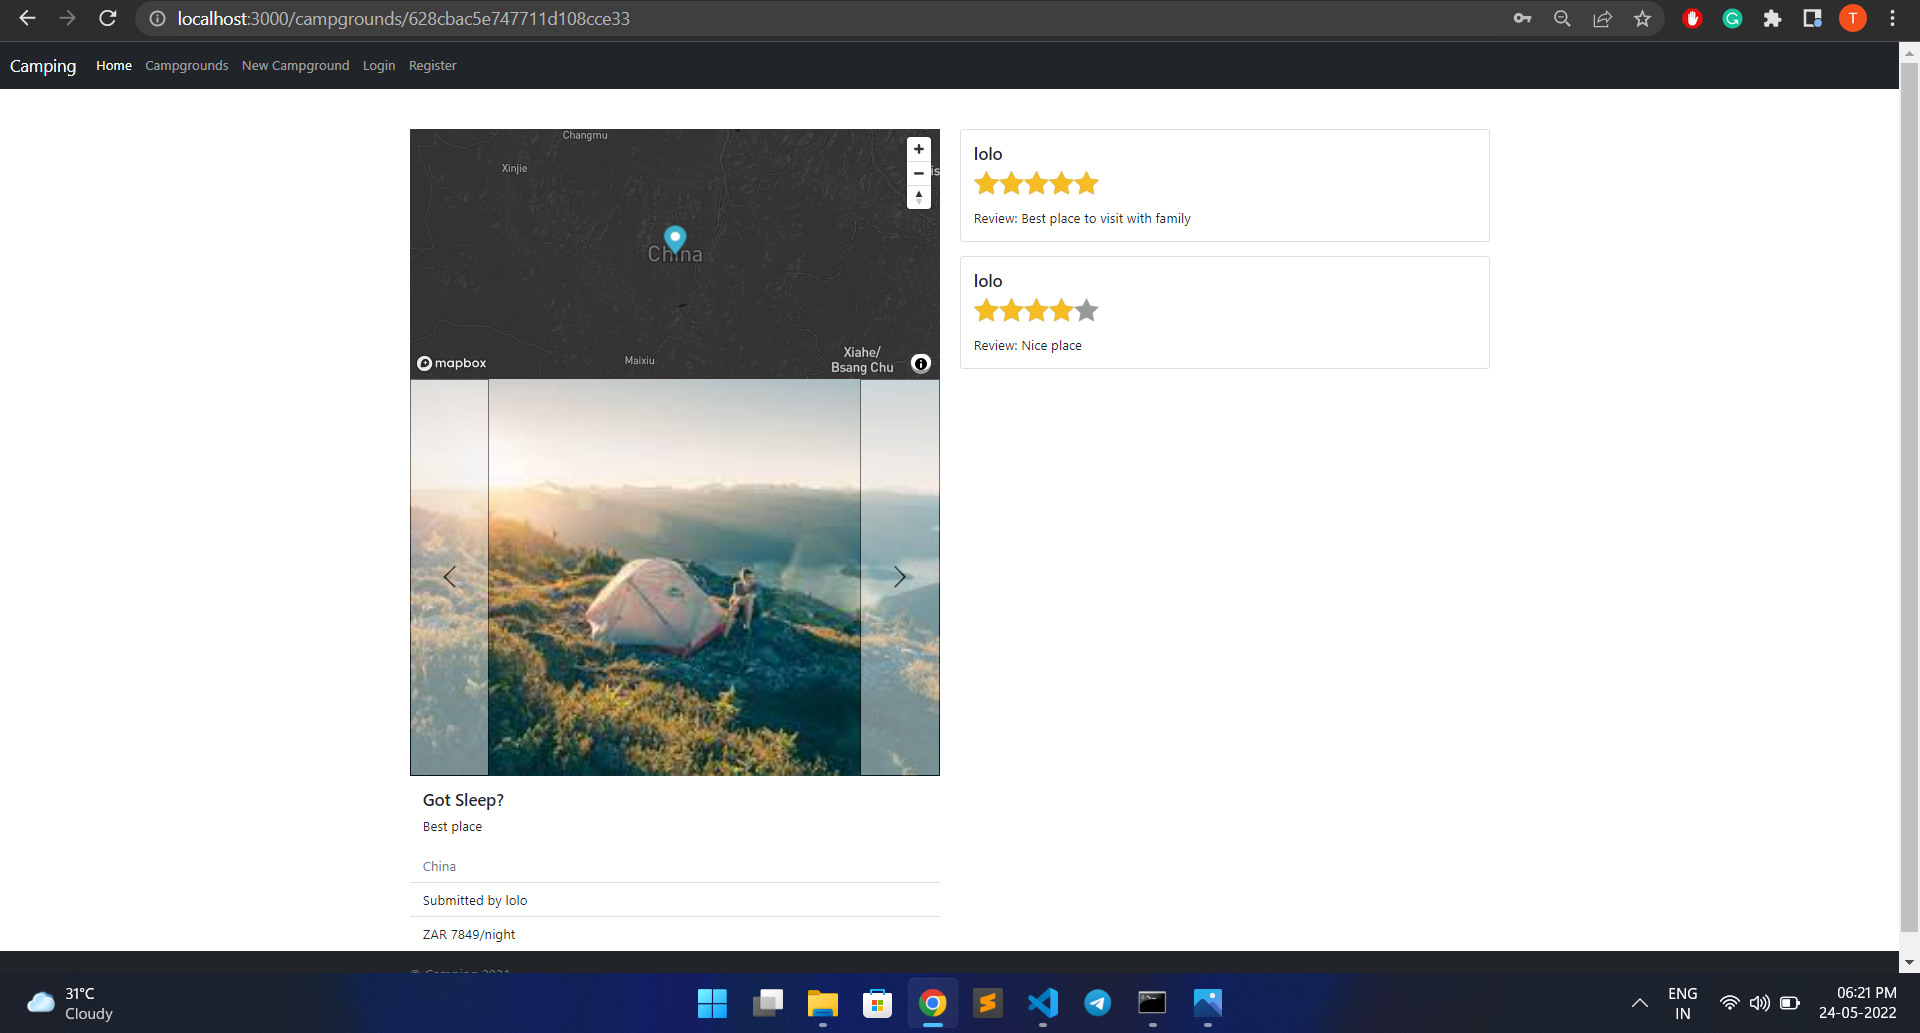 localhost:3000/campgrounds/628cbac5e747711d108cce33
T
Camping Home Campgrounds New Campground Login Register
Changmu
Xinjie
China
Maixiu
Xiahe/
Bsang Chu
mapbox
lolo
Review: Best place to visit with family
lolo
Review: Nice place
Got Sleep?
Best place
China
Submitted by lolo
ZAR 7849/night
© Camping 2021
31°C
Cloudy
ENG
IN
06:21 PM
24-05-2022